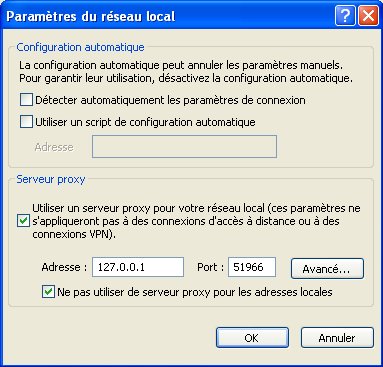 Paramètres du réseau local
Configuration automatique
La configuration automatique peut annuler les paramètres manuels.
Pour garantir leur utilisation, désactivez la configuration automatique.
Détecter automatiquement les paramètres de connexion
Utiliser un script de configuration automatique
Adresse
Serveur proxy
Utiliser un serveur proxy pour votre réseau local (ces paramètres ne
s'appliqueront pas à des connexions d'accès à distance ou à des
connexions VPN).
Adresse : 127.0.0.1 Port : 51966 Avancé...
Ne pas utiliser de serveur proxy pour les adresses locales
OK Annuler